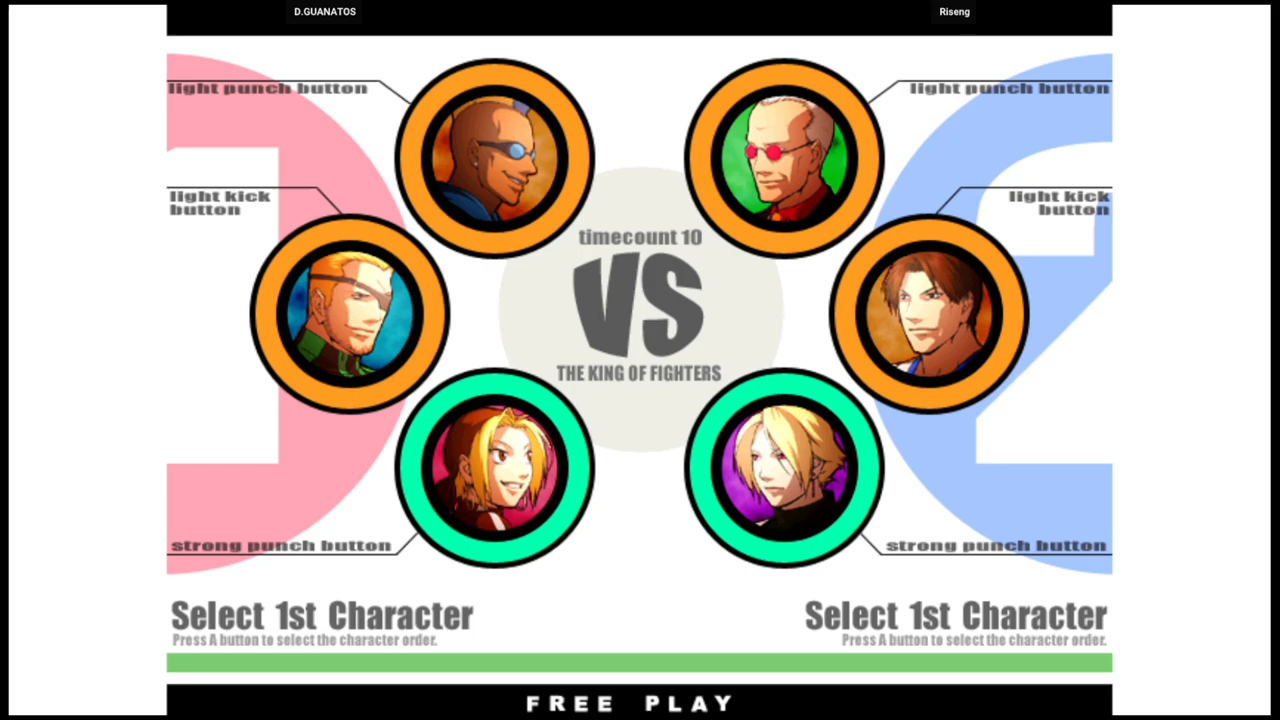 D.GUANATOS
Riseng
light punch button
light punch button
light kick
button
light kick
button
timecount 10
VS
THE KING OF FIGHTERS
1
2
strong punch button
strong punch button
Select 1st Character
Press A button to select the character order.
Select 1st Character
Press A button to select the character order.
FREE PLAY